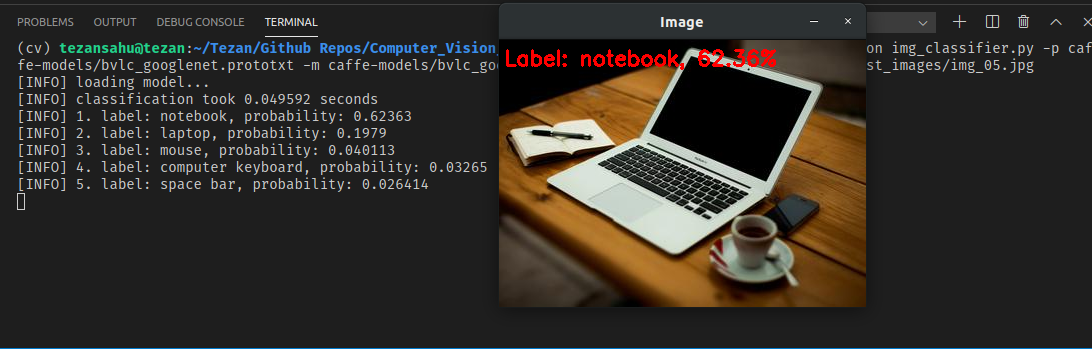 PROBLEMS OUTPUT DEBUG CONSOLE TERMINAL
Image
(cv) tezansahu@tezan:~/Tezan/Github Repos/Computer_Vision on img_classifier.py -p caf
fe-models/bvlc_googlenet.prototxt -m caffe-models/bvlc_goo st_images/img_05.jpg
Label: notebook, 62.36%
[INFO] loading model...
[INFO] classification took 0.049592 seconds
[INFO] 1. label: notebook, probability: 0.62363
[INFO] 2. label: laptop, probability: 0.1979
[INFO] 3. label: mouse, probability: 0.040113
[INFO] 4. label: computer keyboard, probability: 0.03265
[INFO] 5. label: space bar, probability: 0.026414